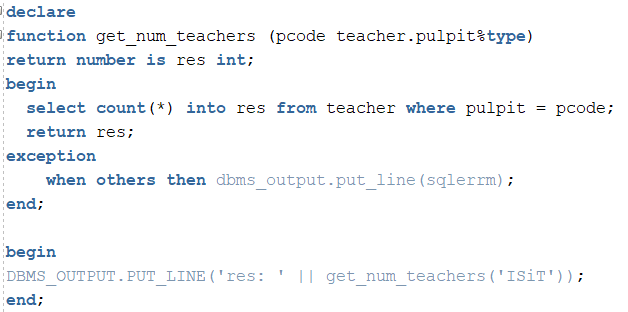 declare
function get_num_teachers (pcode teacher.pulpit%type)
return number is res int;
begin
  select count(*) into res from teacher where pulpit = pcode;
  return res;
exception
    when others then dbms_output.put_line(sqlerrm);
end;

begin
DBMS_OUTPUT.PUT_LINE('res: ' || get_num_teachers('ISiT'));
end;